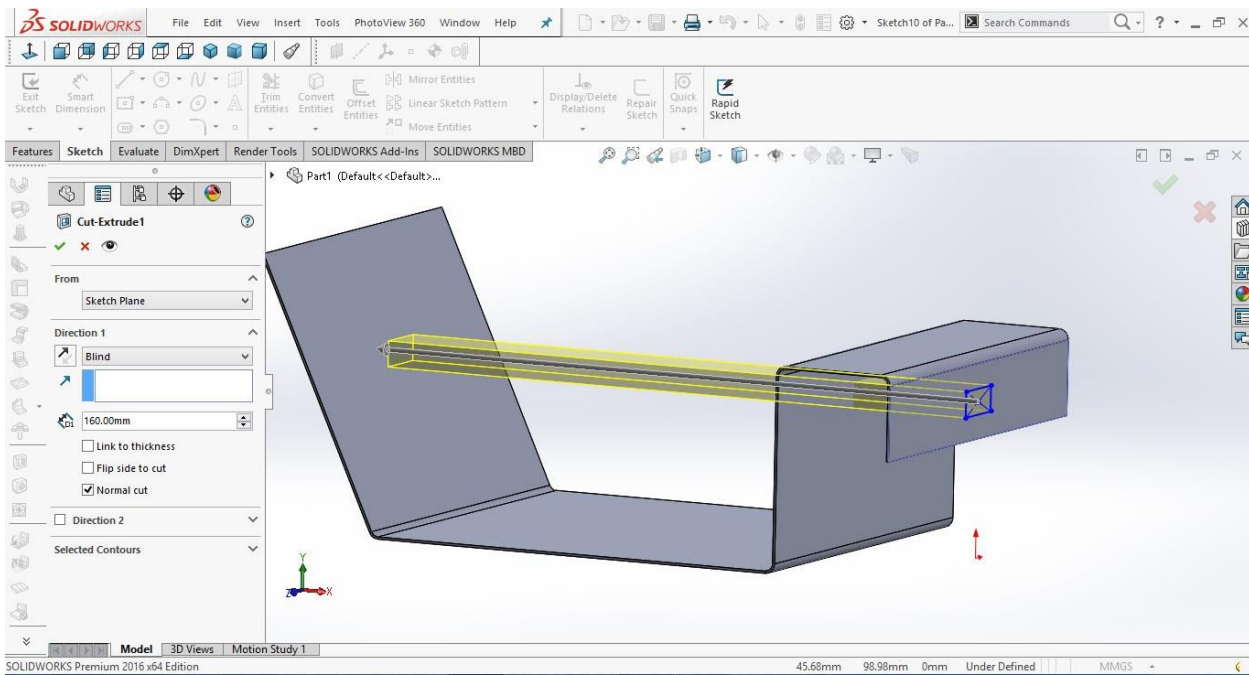 SOLIDWORKS File Edit View Insert Tools PhotoView 360 Window Help Sketch10 of Pa... Search Commands ?
Exit Sketch
Smart Dimension
Trim Entities
Convert Entities
Offset Entities
Mirror Entities
Linear Sketch Pattern
Move Entities
Display/Delete Relations
Repair Sketch
Quick Snaps
Rapid Sketch
Features Sketch Evaluate DimXpert Render Tools SOLIDWORKS Add-Ins SOLIDWORKS MBD
Part1 (Default<<Default>...
Cut-Extrude1
From
Sketch Plane
Direction 1
Blind
D1 160.00mm
Link to thickness
Flip side to cut
Normal cut
Direction 2
Selected Contours
Y
Z X
Model 3D Views Motion Study 1
SOLIDWORKS Premium 2016 x64 Edition 45.68mm 98.98mm 0mm Under Defined MMGS